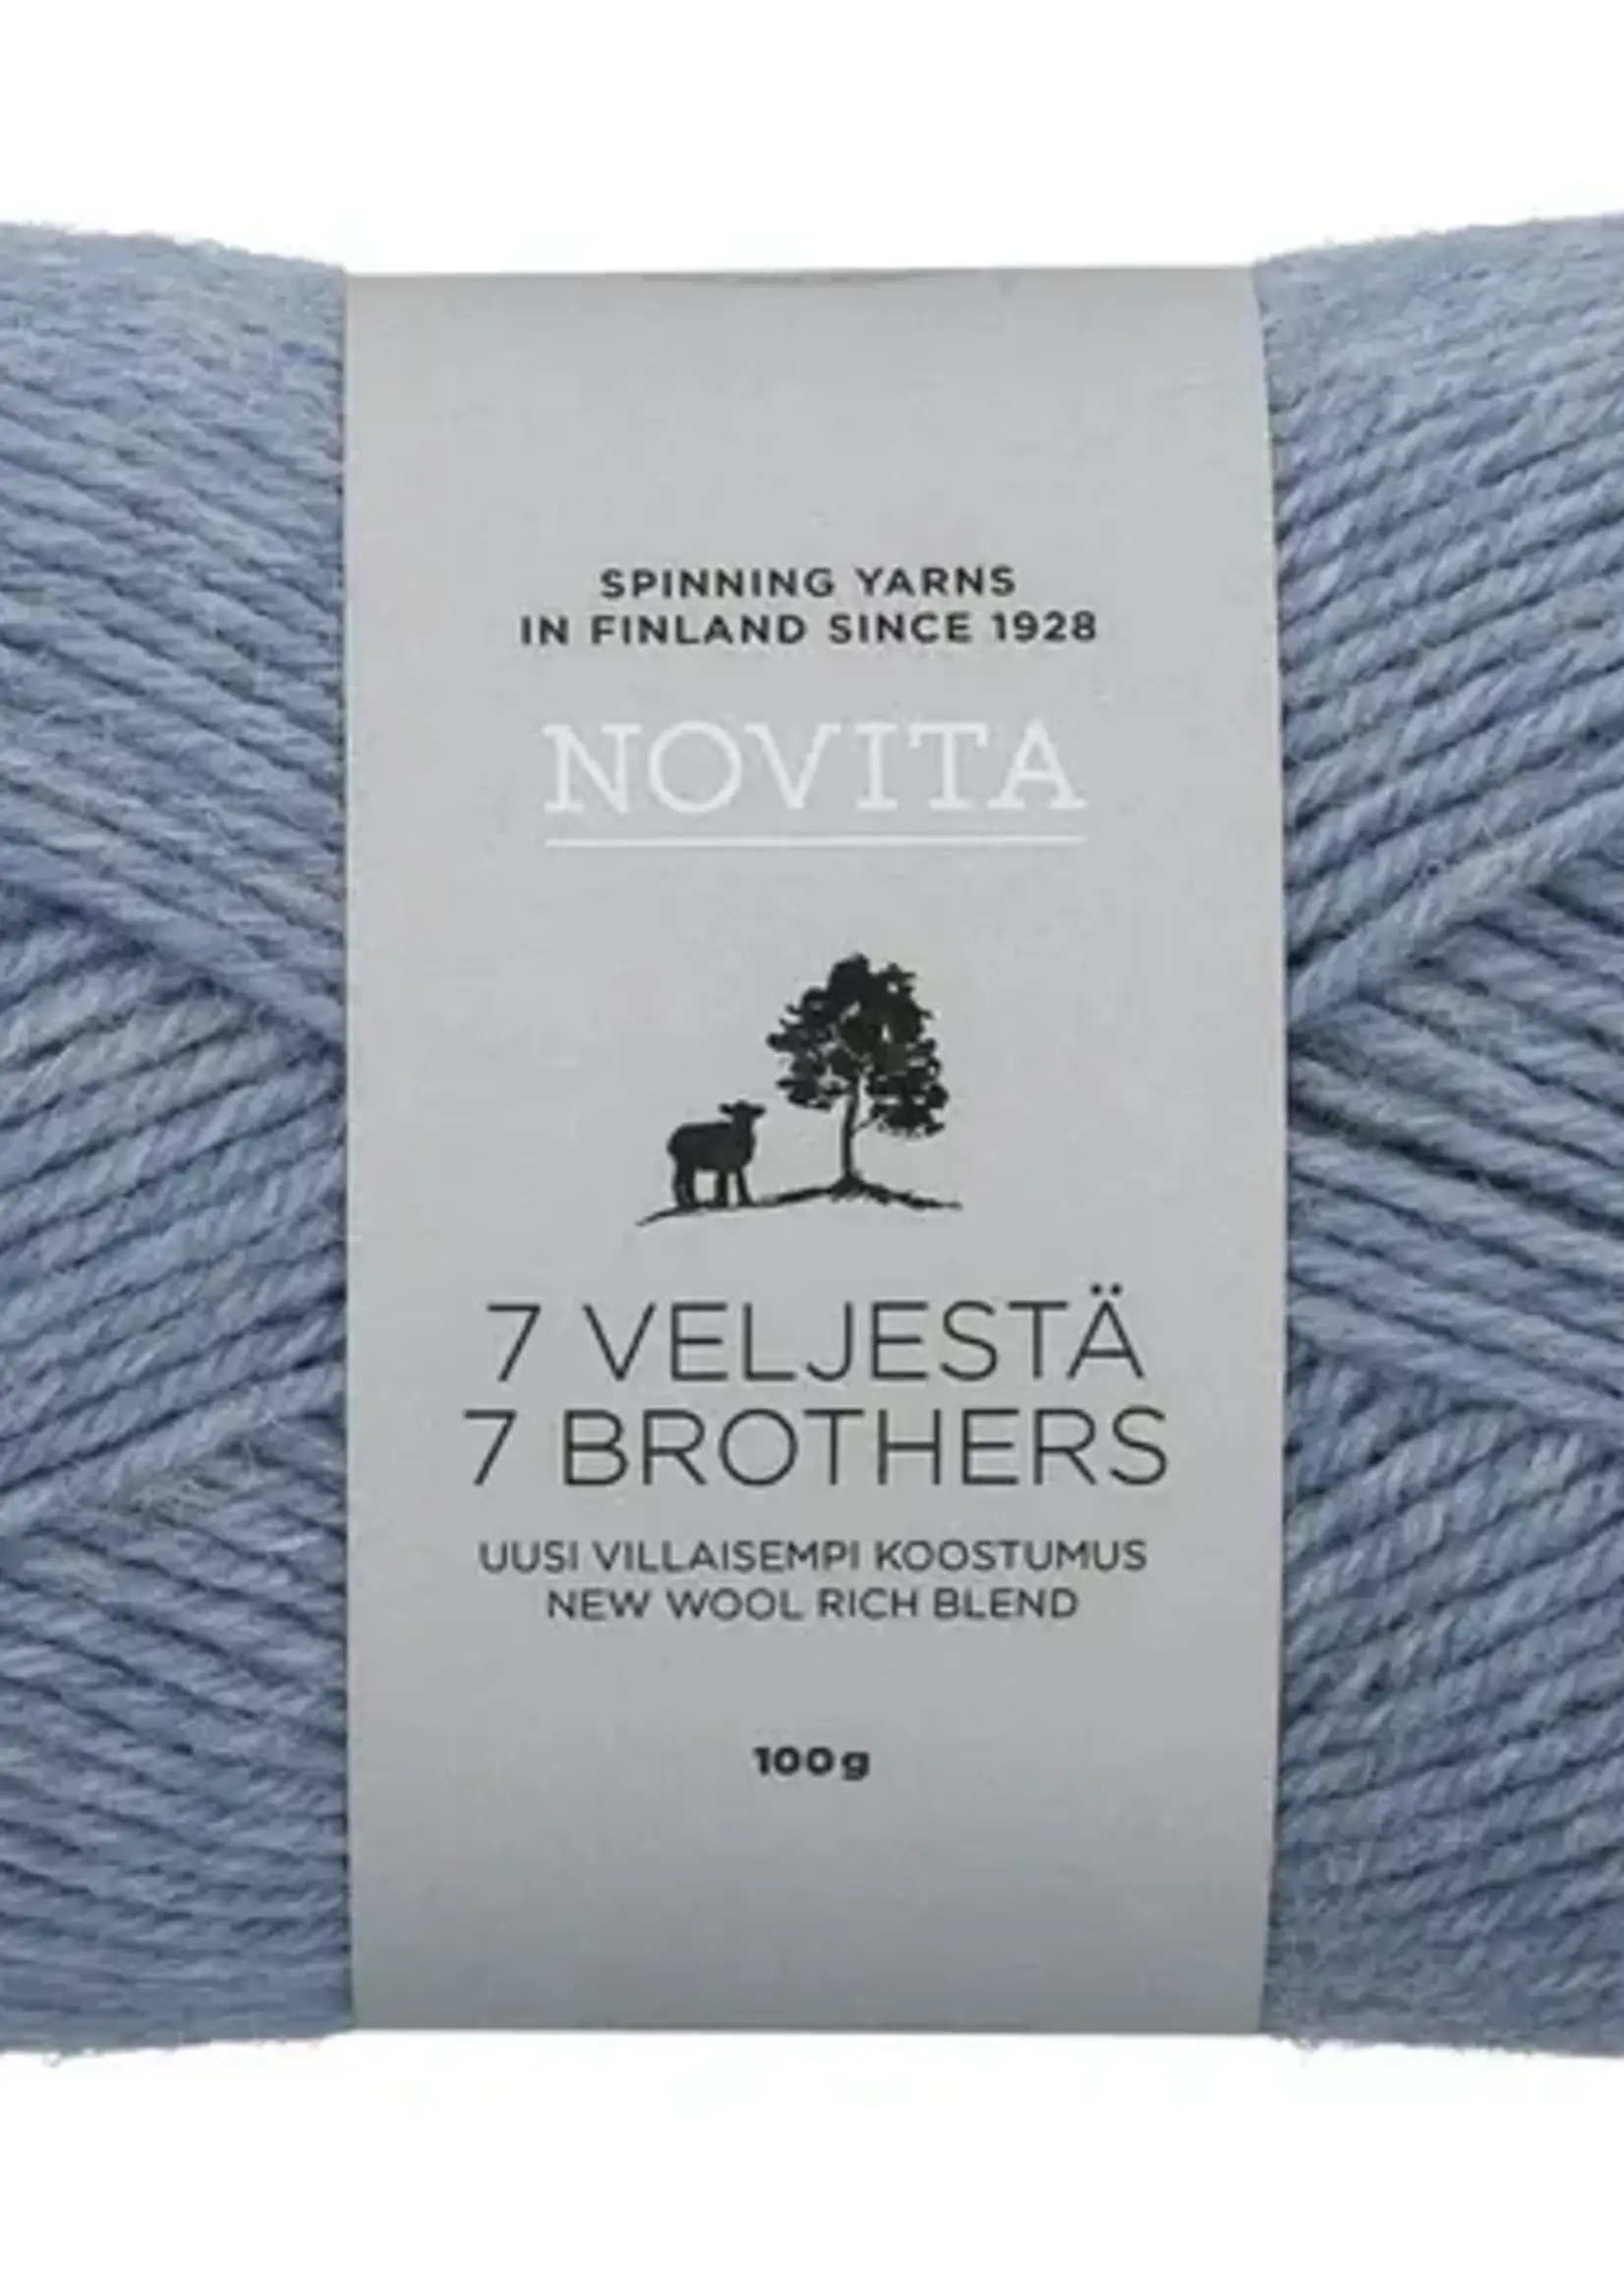 SPINNING YARNS
IN FINLAND SINCE 1928
NOVITA
7 VELJESTÄ
7 BROTHERS
UUSI VILLAISEMPI KOOSTUMUS
NEW WOOL RICH BLEND
100g